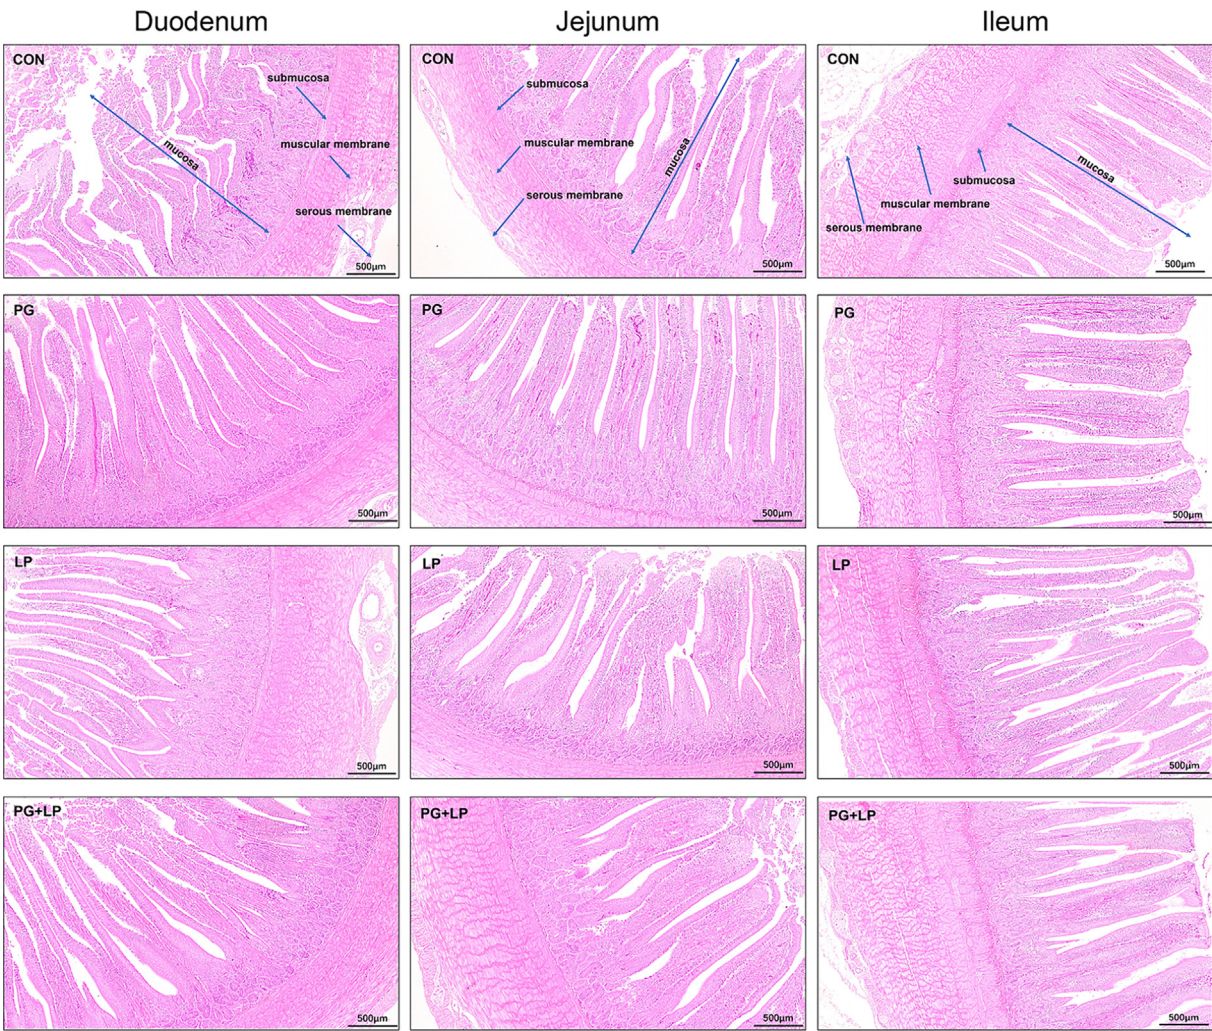 Duodenum
Jejunum
Ileum
CON
submucosa
mucosa
muscular membrane
serous membrane
500µm
CON
submucosa
muscular membrane
mucosa
serous membrane
500µm
CON
mucosa
submucosa
muscular membrane
serous membrane
500µm
PG
500µm
PG
500µm
PG
500µm
LP
500µm
LP
500µm
LP
500µm
PG+LP
500µm
PG+LP
500µm
PG+LP
500µm